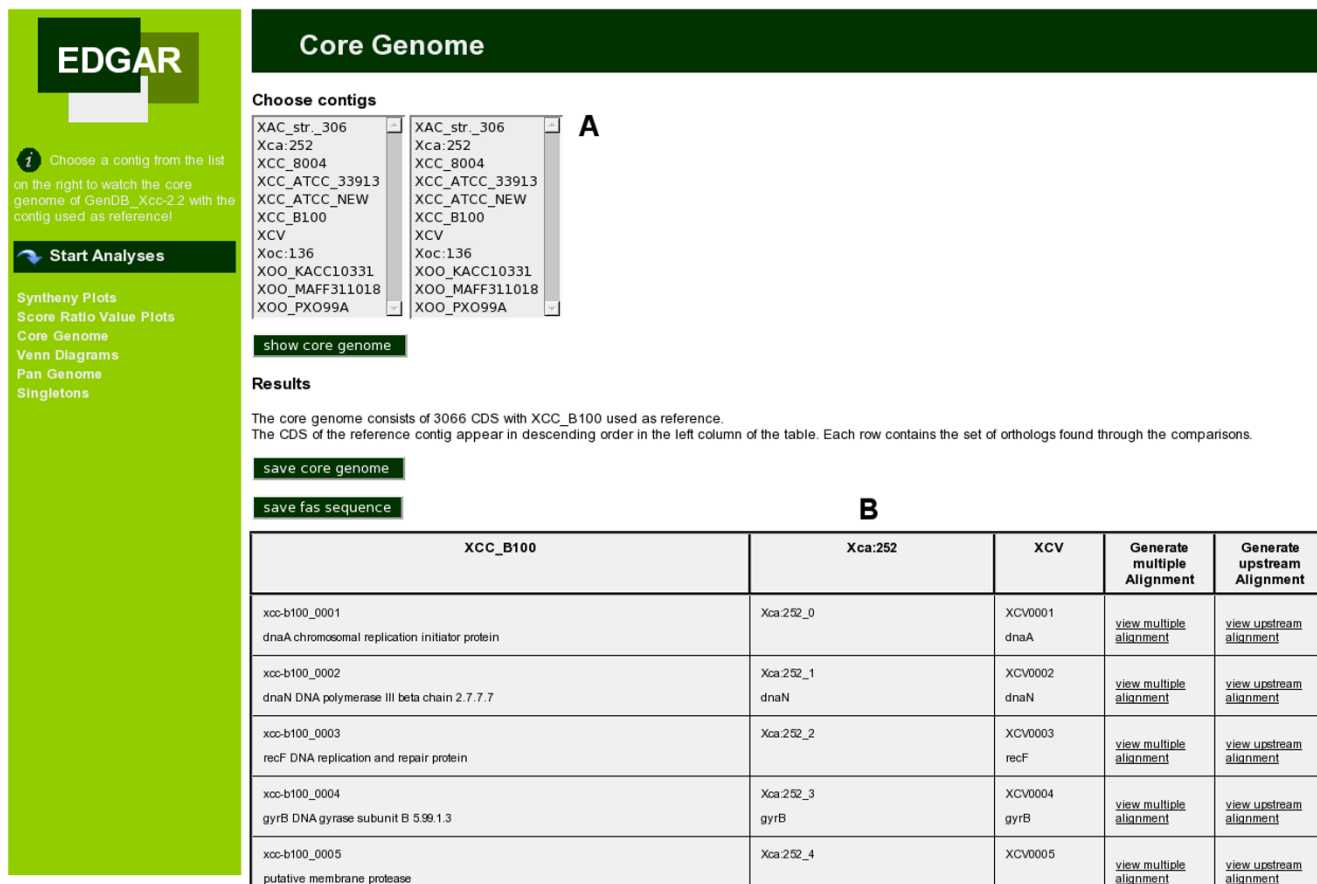 EDGAR
Choose a contig from the list
on the right to watch the core
genome of GenDB_Xcc-2.2 with the
contig used as reference!
Start Analyses
Syntheny Plots
Score Ratio Value Plots
Core Genome
Venn Diagrams
Pan Genome
Singletons
Core Genome
Choose contigs
A
XAC_str._306 XAC_str._306
Xca:252 Xca:252
XCC_8004 XCC_8004
XCC_ATCC_33913 XCC_ATCC_33913
XCC_ATCC_NEW XCC_ATCC_NEW
XCC_B100 XCC_B100
XCV XCV
Xoc:136 Xoc:136
XOO_KACC10331 XOO_KACC10331
XOO_MAFF311018 XOO_MAFF311018
XOO_PXO99A XOO_PXO99A
show core genome
Results
The core genome consists of 3066 CDS with XCC_B100 used as reference.
The CDS of the reference contig appear in descending order in the left column of the table. Each row contains the set of orthologs found through the comparisons.
save core genome
save fas sequence
B
XCC_B100
Xca:252
XCV
Generate
multiple
Alignment
Generate
upstream
Alignment
xcc-b100_0001
dnaA chromosomal replication initiator protein
Xca:252_0
XCV0001
dnaA
view multiple
alignment
view upstream
alignment
xcc-b100_0002
dnaN DNA polymerase III beta chain 2.7.7.7
Xca:252_1
dnaN
XCV0002
dnaN
view multiple
alignment
view upstream
alignment
xcc-b100_0003
recF DNA replication and repair protein
Xca:252_2
XCV0003
recF
view multiple
alignment
view upstream
alignment
xcc-b100_0004
gyrB DNA gyrase subunit B 5.99.1.3
Xca:252_3
gyrB
XCV0004
gyrB
view multiple
alignment
view upstream
alignment
xcc-b100_0005
putative membrane protease
Xca:252_4
XCV0005
view multiple
alignment
view upstream
alignment